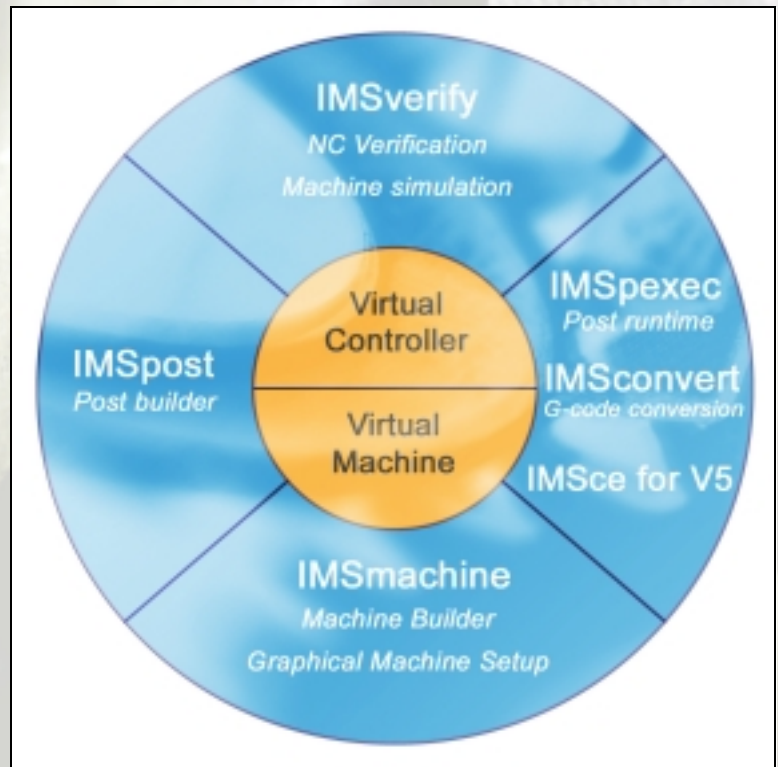 IMSverify
NC Verification
Machine simulation
IMSpexec
Post runtime
IMSconvert
G-code conversion
IMSce for V5
Virtual
Controller
Virtual
Machine
IMSpost
Post builder
IMSmachine
Machine Builder
Graphical Machine Setup